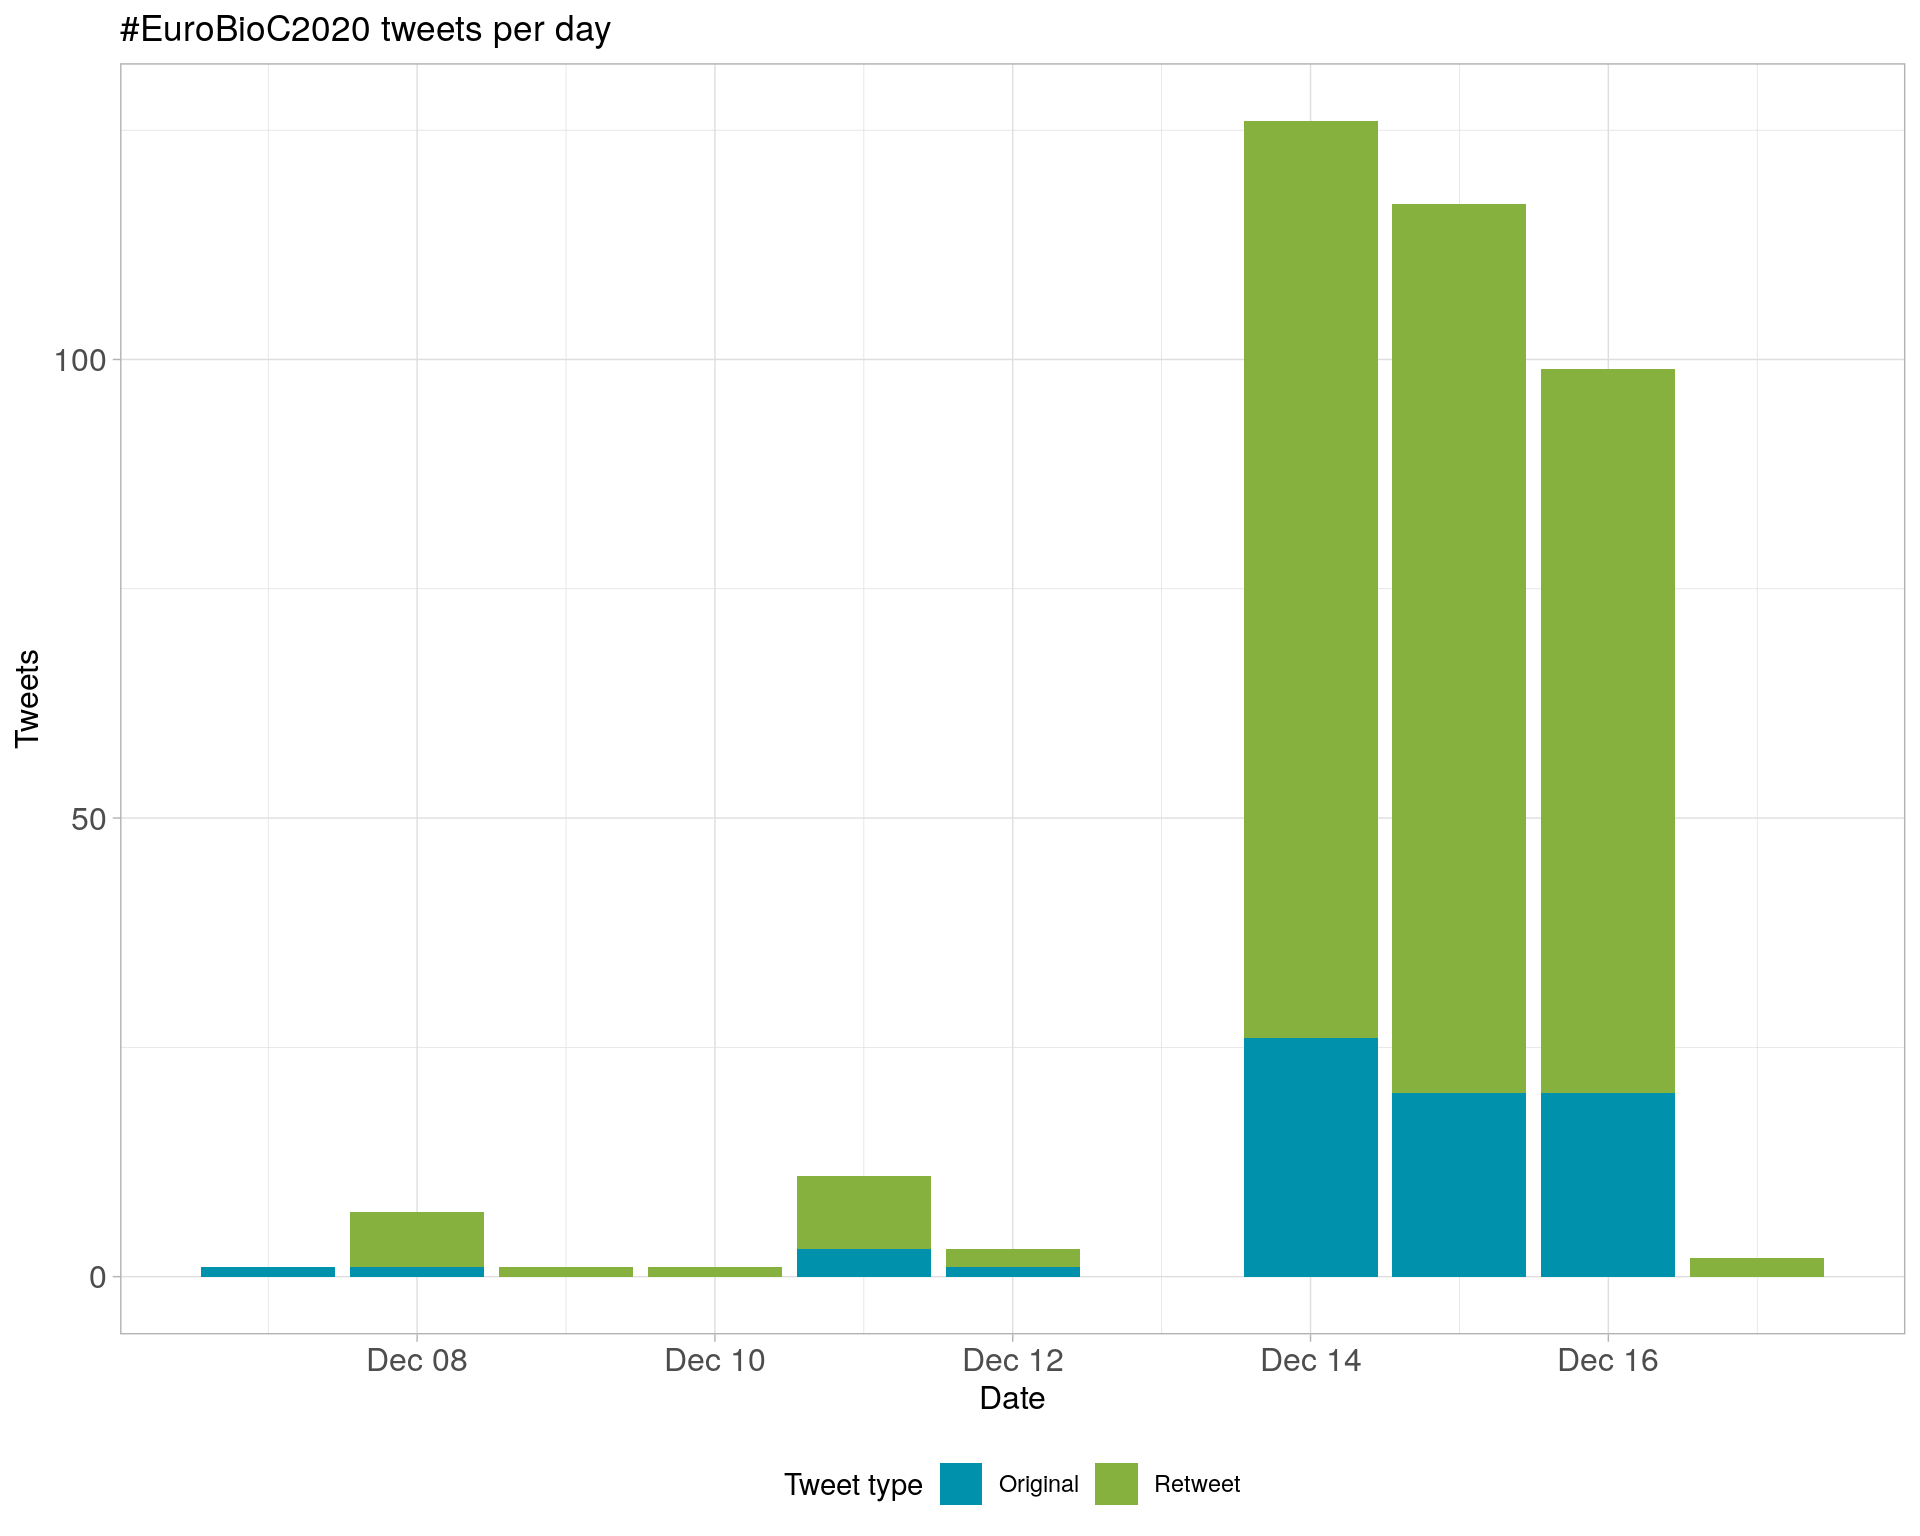 #EuroBioC2020 tweets per day
Tweets
100
50
0
Dec 08 Dec 10 Dec 12 Dec 14 Dec 16
Date
Tweet type Original Retweet